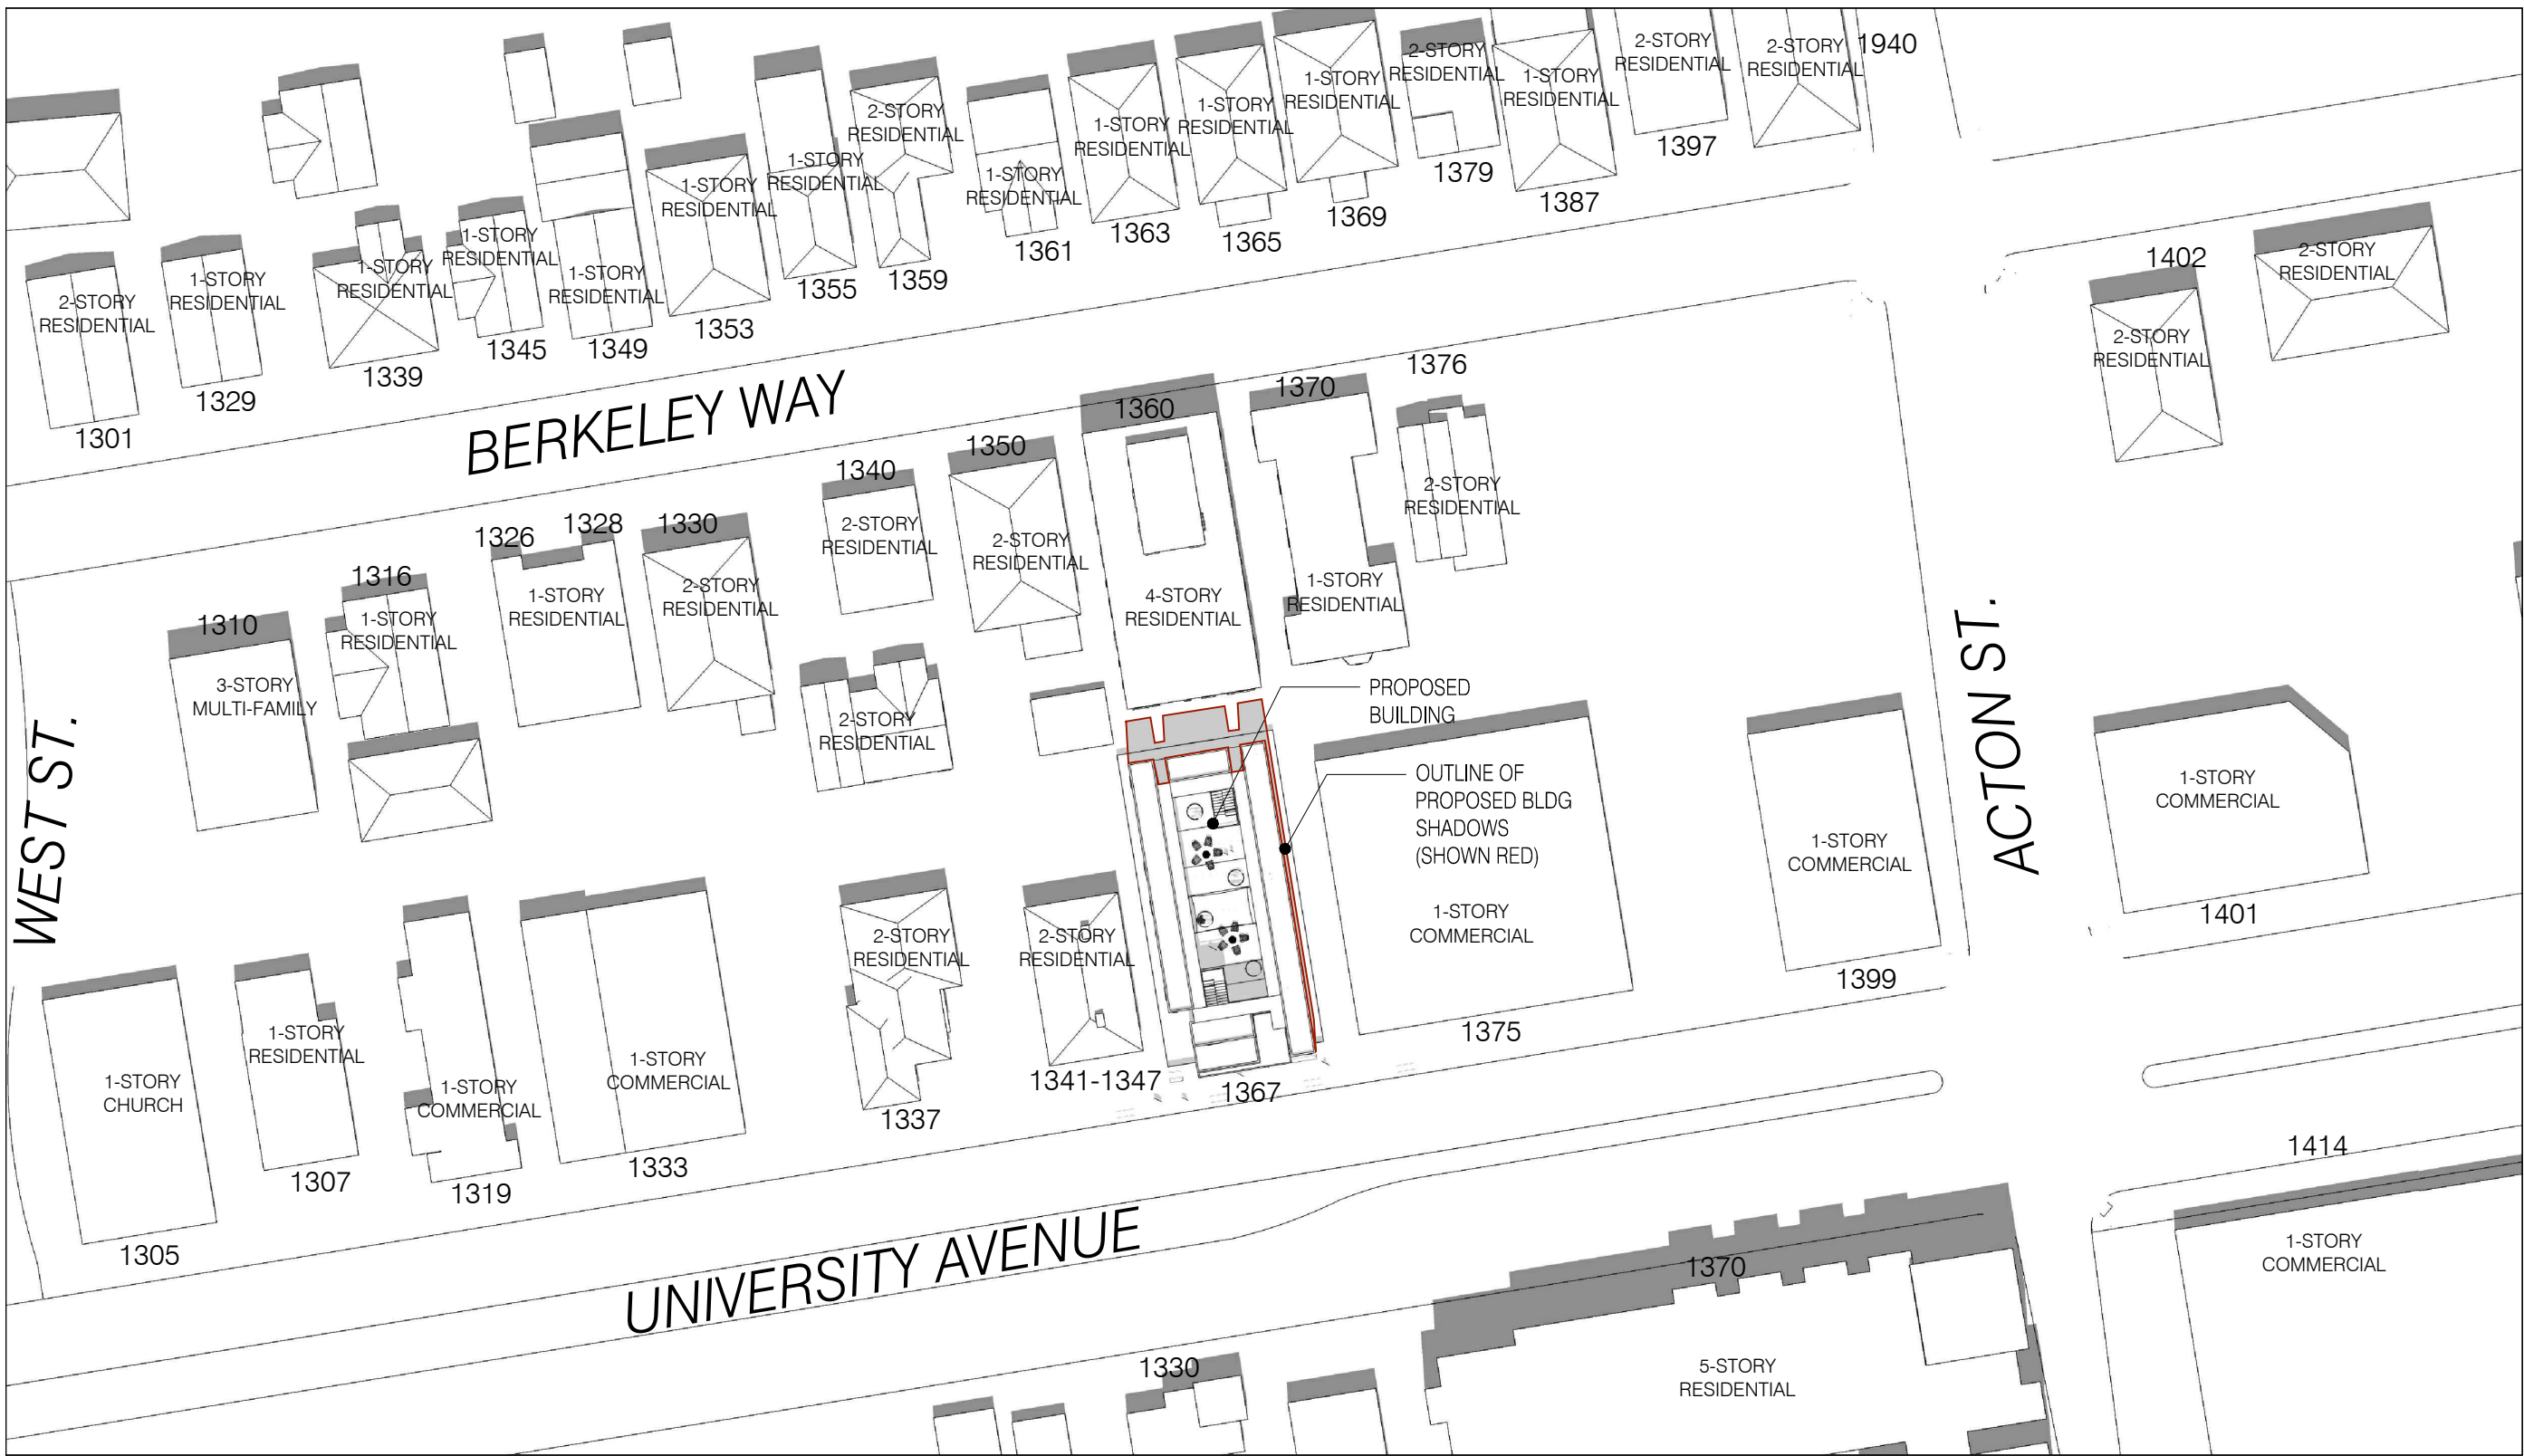 1940
2-STORY
RESIDENTIAL
2-STORY
RESIDENTIAL
2-STORY
RESIDENTIAL
1-STORY
RESIDENTIAL
1-STORY
RESIDENTIAL
1-STORY
RESIDENTIAL
1-STORY
RESIDENTIAL
2-STORY
RESIDENTIAL
1-STORY
RESIDENTIAL
1-STORY
RESIDENTIAL
1-STORY
RESIDENTIAL
1-STORY
RESIDENTIAL
1-STORY
RESIDENTIAL
1-STORY
RESIDENTIAL
1-STORY
RESIDENTIAL
2-STORY
RESIDENTIAL
1301
1329
1339
1345
1349
1353
1355
1359
1361
1363
1365
1369
1379
1387
1397
1402
2-STORY
RESIDENTIAL
2-STORY
RESIDENTIAL
BERKELEY WAY
1310
3-STORY
MULTI-FAMILY
1316
1-STORY
RESIDENTIAL
1326
1328
1-STORY
RESIDENTIAL
1330
2-STORY
RESIDENTIAL
1340
2-STORY
RESIDENTIAL
2-STORY
RESIDENTIAL
1350
2-STORY
RESIDENTIAL
1360
4-STORY
RESIDENTIAL
1370
1-STORY
RESIDENTIAL
1376
2-STORY
RESIDENTIAL
PROPOSED
BUILDING
OUTLINE OF
PROPOSED BLDG
SHADOWS
(SHOWN RED)
WEST ST.
ACTON ST.
1-STORY
CHURCH
1305
1-STORY
RESIDENTIAL
1307
1-STORY
COMMERCIAL
1319
1-STORY
COMMERCIAL
1333
2-STORY
RESIDENTIAL
1337
2-STORY
RESIDENTIAL
1341-1347
1367
1-STORY
COMMERCIAL
1375
1-STORY
COMMERCIAL
1399
1-STORY
COMMERCIAL
1401
UNIVERSITY AVENUE
1330
1370
5-STORY
RESIDENTIAL
1414
1-STORY
COMMERCIAL